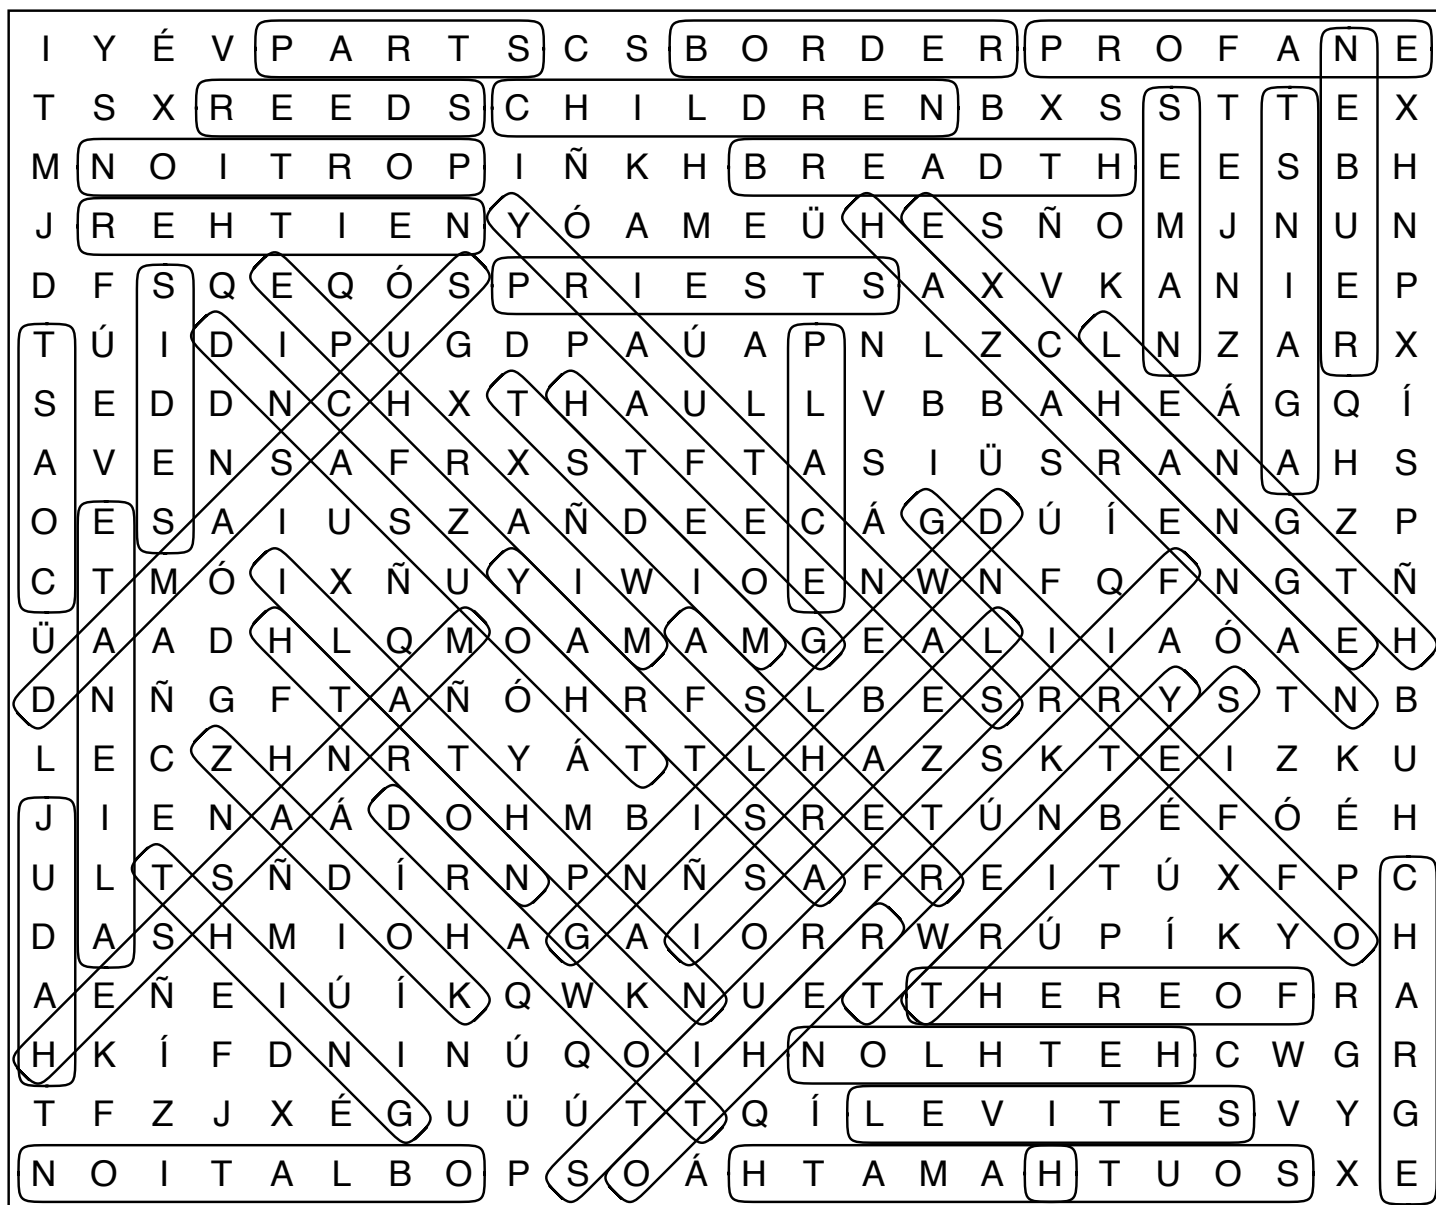 I Y É V P A R T S C S B O R D E R P R O F A N E
T S X R E E D S C H I L D R E N B X S S T T E X
M N O I T R O P I Ñ K H B R E A D T H E E S B H
J R E H T I E N Y Ó A M E Ü H E S Ñ O M J N U N
D F S Q E Q Ó S P R I E S T S A X V K A N I E P
T Ú I D I P U G D P A Ú A P N L Z C L N Z A R X
S E D D N C H X T H A U L L V B B A H E Á G Q Í
A V E N S A F R X S T F T A S I Ü S R A N A H S
O E S A I U S Z A Ñ D E E C Á G D Ú Í E N G Z P
C T M Ó I X Ñ U Y I W I O E N W N F Q F N G T Ñ
Ü A A D H L Q M O A M A M G E A L I I A Ó A E H
D N Ñ G F T A Ñ Ó H R F S L B E S R R Y S T N B
L E C Z H N R T Y Á T T L H A Z S K T E I Z K U
J I E N A Á D O H M B I S R E T Ú N B É F Ó É H
U L T S Ñ D Í R N P N Ñ S A F R E I T Ú X F P C
D A S H M I O H A G A I O R R W R Ú P Í K Y O H
A E Ñ E I Ú Í K Q W K N U E T T H E R E O F R A
H K Í F D N I N Ú Q O I H N O L H T E H C W G R
T F Z J X É G U Ü Ú T T Q Í L E V I T E S V Y G
N O I T A L B O P S O Á H T A M A H T U O S X E